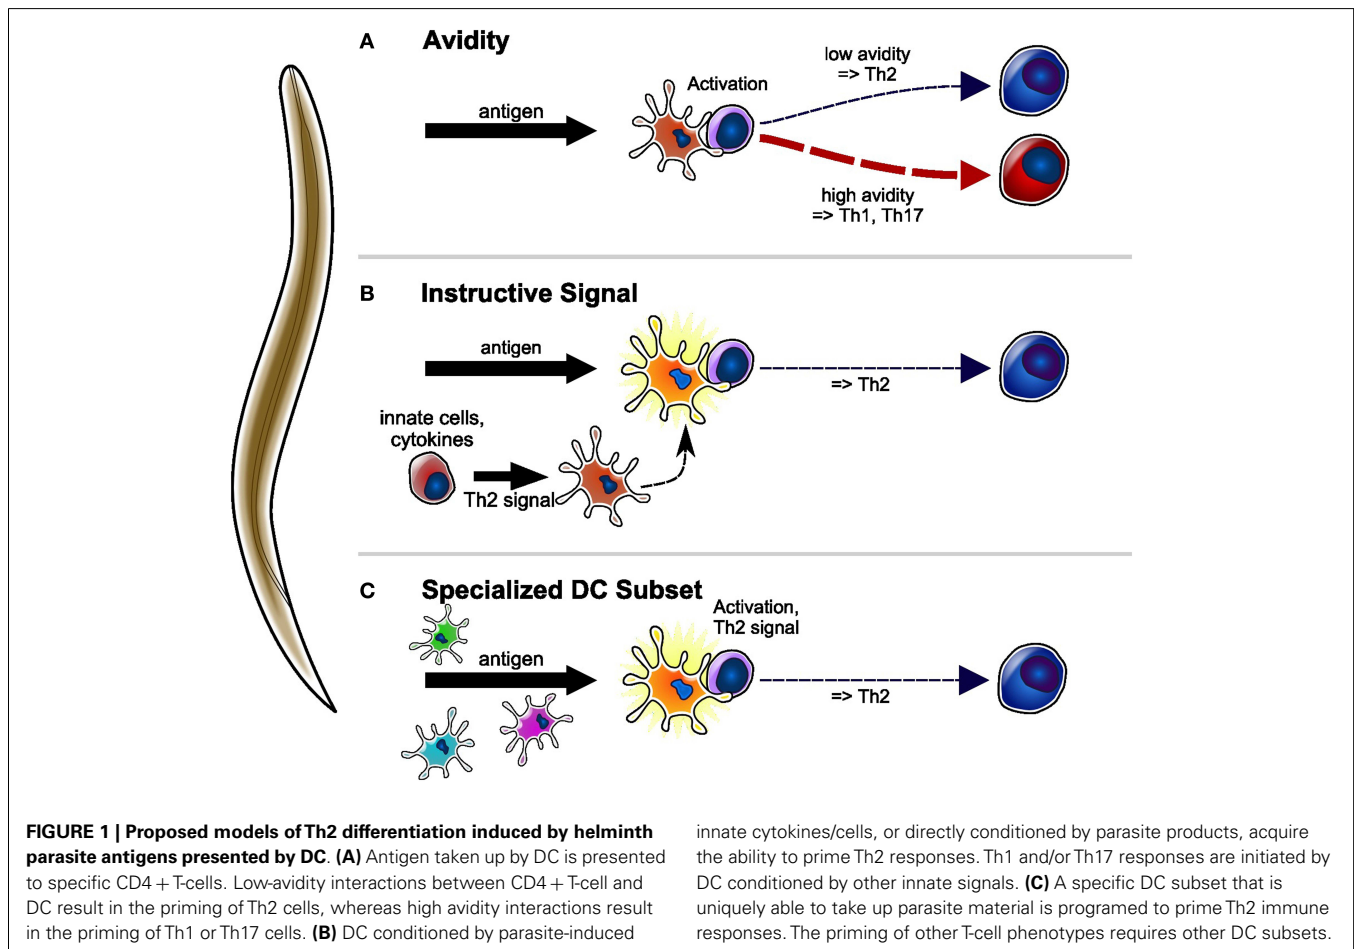 A Avidity
low avidity
=> Th2
Activation
antigen
high avidity
=> Th1, Th17
B Instructive Signal
antigen
=> Th2
innate cells,
cytokines
Th2 signal
C Specialized DC Subset
Activation,
Th2 signal
antigen
=> Th2
FIGURE 1 | Proposed models of Th2 differentiation induced by helminth
parasite antigens presented by DC. (A) Antigen taken up by DC is presented
to specific CD4 + T-cells. Low-avidity interactions between CD4 + T-cell and
DC result in the priming of Th2 cells, whereas high avidity interactions result
in the priming of Th1 or Th17 cells. (B) DC conditioned by parasite-induced
innate cytokines/cells, or directly conditioned by parasite products, acquire
the ability to prime Th2 responses. Th1 and/or Th17 responses are initiated by
DC conditioned by other innate signals. (C) A specific DC subset that is
uniquely able to take up parasite material is programed to prime Th2 immune
responses. The priming of other T-cell phenotypes requires other DC subsets.